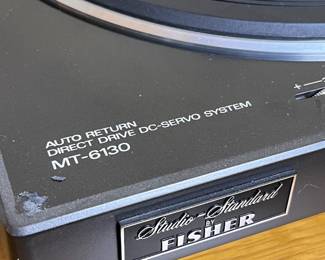 AUTO RETURN
DIRECT DRIVE DC-SERVO SYSTEM
MT-6130
+
Studio-Standard
BY
FISHER